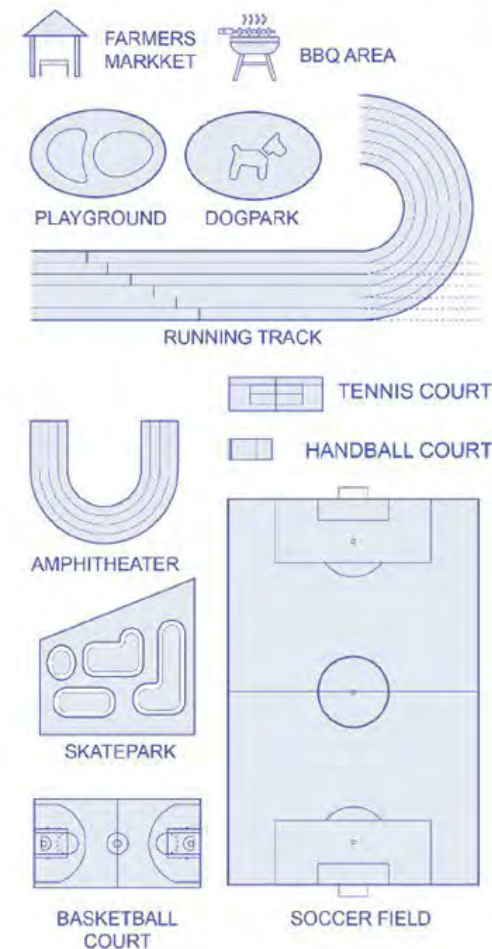 FARMERS
MARKKET
BBQ AREA
PLAYGROUND
DOGPARK
RUNNING TRACK
TENNIS COURT
HANDBALL COURT
AMPHITHEATER
SKATEPARK
BASKETBALL
COURT
SOCCER FIELD